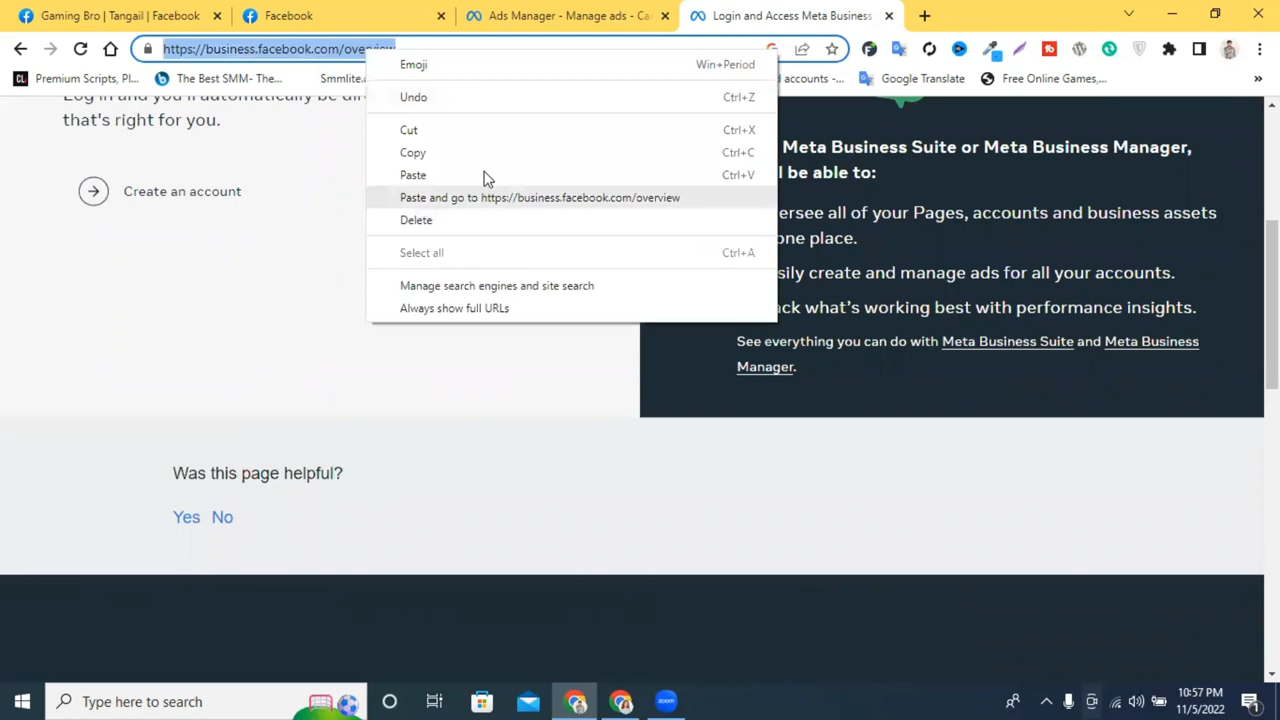 Gaming Bro | Tangail | Facebook
Facebook
Ads Manager - Manage ads - Ca
Login and Access Meta Business
https://business.facebook.com/overview
Premium Scripts, Pl...
The Best SMM- The...
Smmlite.
d accounts -...
Google Translate
Free Online Games,...
Emoji Win+Period
Undo Ctrl+Z
Cut Ctrl+X
Copy Ctrl+C
Paste Ctrl+V
Paste and go to https://business.facebook.com/overview
Delete
Select all Ctrl+A
Manage search engines and site search
Always show full URLs
that's right for you.
Create an account
Meta Business Suite or Meta Business Manager,
ll be able to:
ersee all of your Pages, accounts and business assets
one place.
sily create and manage ads for all your accounts.
ack what's working best with performance insights.
See everything you can do with Meta Business Suite and Meta Business
Manager.
Was this page helpful?
Yes No
Type here to search
zoom
10:57 PM
11/5/2022
1